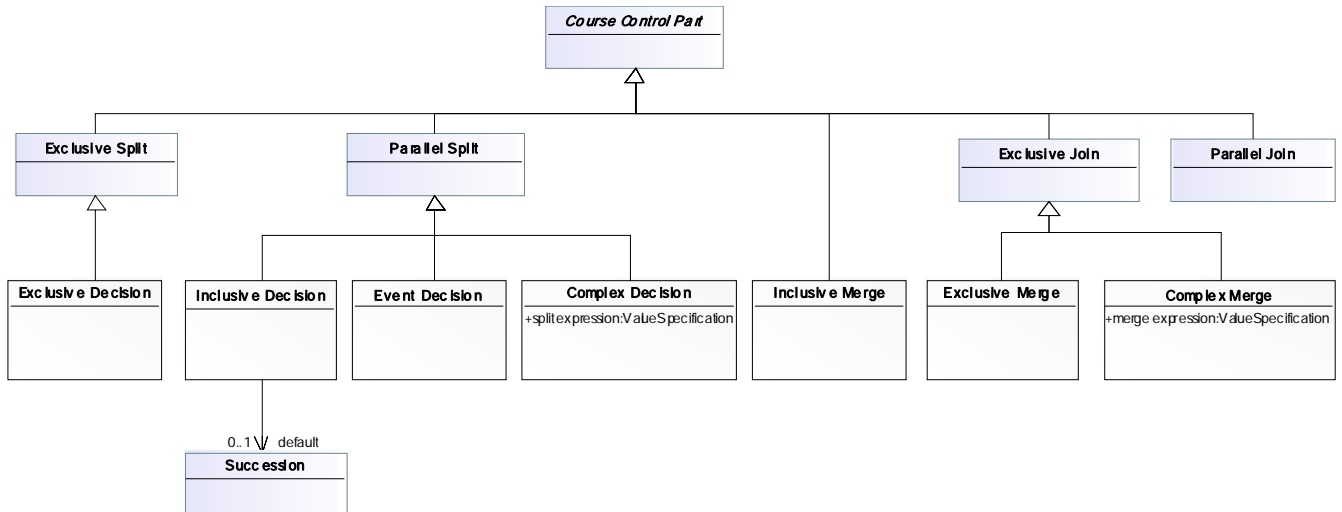 Course Control Part
Exclusive Split
Parallel Split
Exclusive Join
Parallel Join
Exclusive Decision
Inclusive Decision
Event Decision
Complex Decision
+split expression:ValueSpecification
Inclusive Merge
Exclusive Merge
Complex Merge
+merge expression:ValueSpecification
0..1 default
Succession